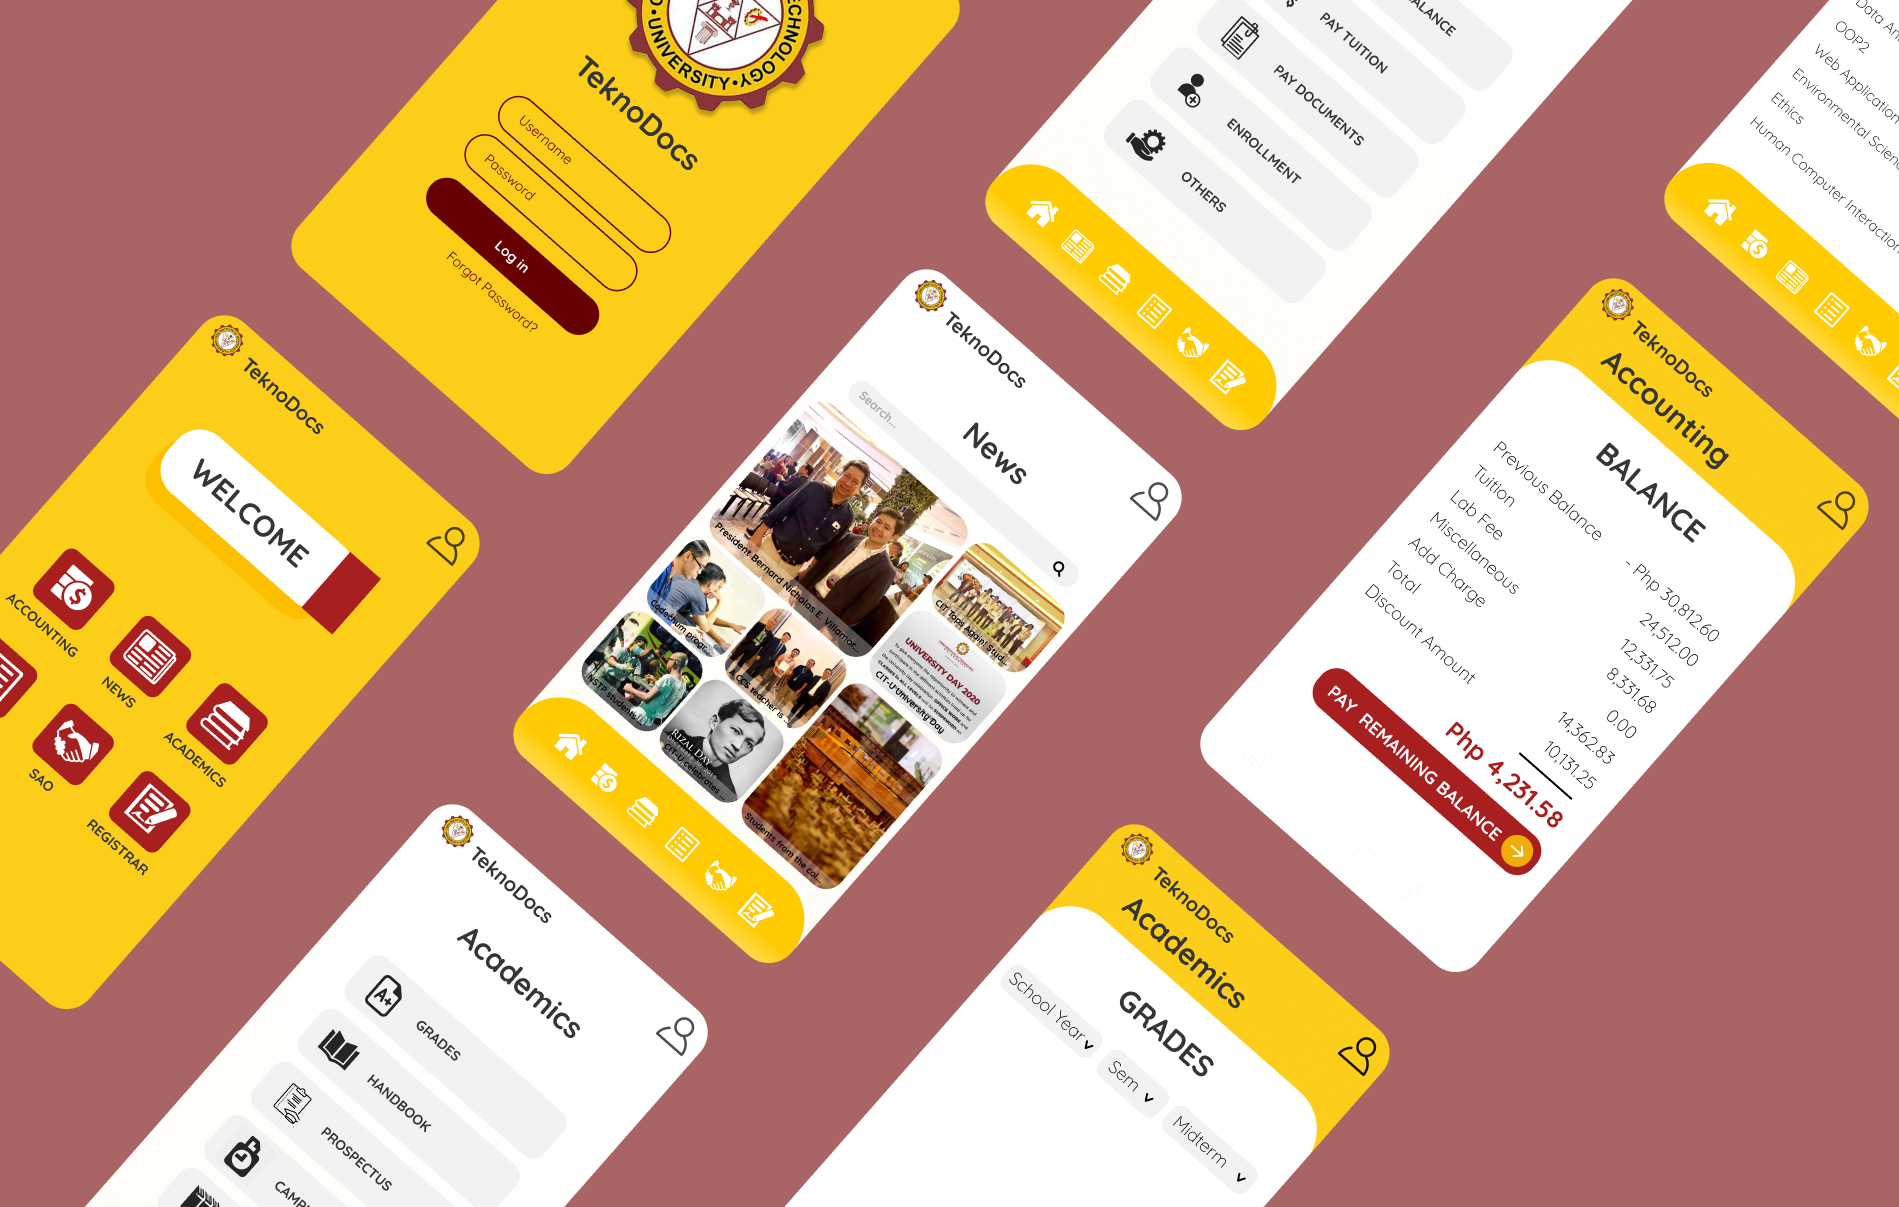 TECHNOLOGY
• UNIVERSITY •
TeknoDocs
Username
Password
Log in
Forgot Password?
BALANCE
PAY TUITION
PAY DOCUMENTS
ENROLLMENT
OTHERS
OOP2
Web Application
Environmental Scien
Ethics
Human Computer Interaction
TeknoDocs
WELCOME
ACCOUNTING
NEWS
ACADEMICS
SAO
REGISTRAR
TeknoDocs
News
Search...
President Bernard Nicholas E. Villamor...
CIT Tops Again! Stud...
Codechum progr...
A CCS teacher is ...
UNIVERSITY DAY 2020
CIT-U University Day
NSTP students
RIZAL DAY
CIT-U celebrates ...
Students from the col...
TeknoDocs
Accounting
BALANCE
Previous Balance - Php 30,812.60
Tuition 24,512.00
Lab Fee 12,331.75
Miscellaneous 8,331.68
Add Charge 0.00
Total 14,362.83
Discount Amount 10,131.25
Php 4,231.58
PAY REMAINING BALANCE
TeknoDocs
Academics
A+
GRADES
HANDBOOK
PROSPECTUS
CAMP
TeknoDocs
Academics
GRADES
School Year
Sem
Midterm